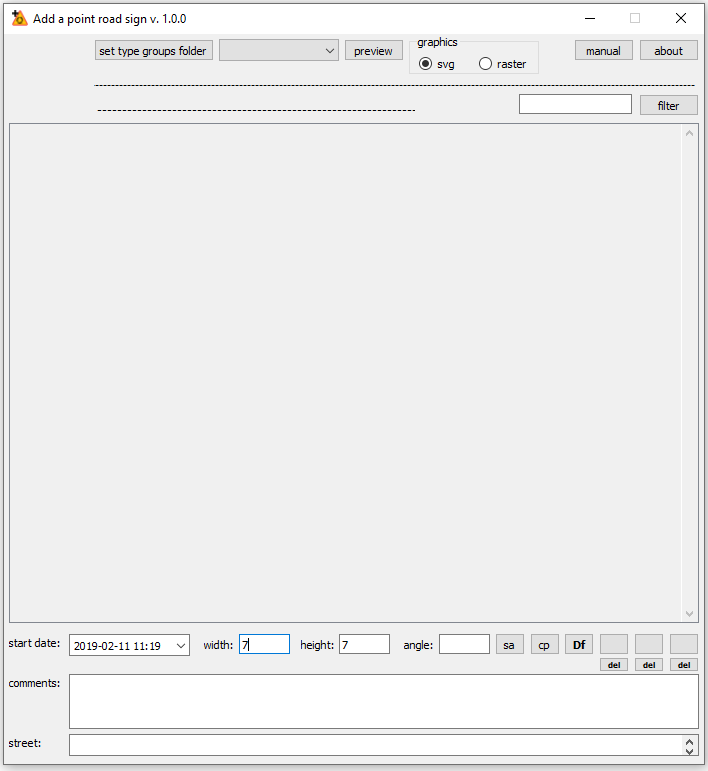 Add a point road sign v. 1.0.0
graphics
set type groups folder preview svg raster manual about
filter
start date: 2019-02-11 11:19 width: 7 height: 7 angle: sa cp Df
del del del
comments:
street: